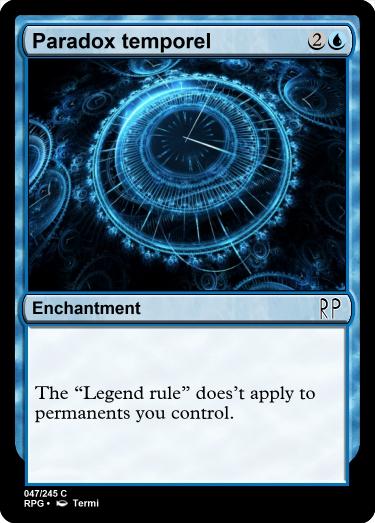 Paradox temporel 2
Enchantment RP
The “Legend rule” does't apply to
permanents you control.
047/245 C
RPG • Termi